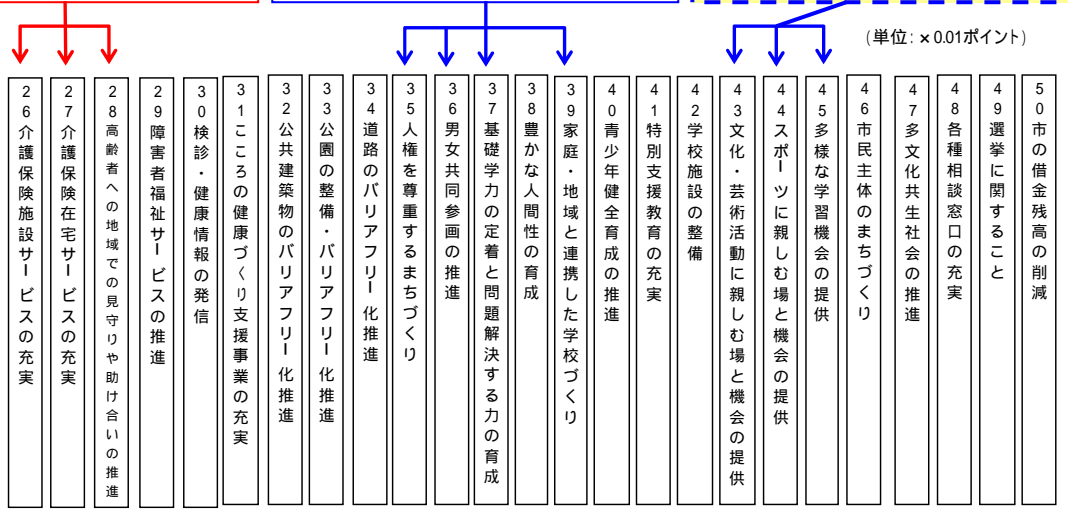 (単位：×0.01ポイント)
26介護保険施設サービスの充実
27介護保険在宅サービスの充実
28高齢者への地域での見守りや助け合いの推進
29障害者福祉サービスの推進
30検診・健康情報の発信
31こころの健康づくり支援事業の充実
32公共建築物のバリアフリー化推進
33公園の整備・バリアフリー化推進
34道路のバリアフリー化推進
35人権を尊重するまちづくり
36男女共同参画の推進
37基礎学力の定着と問題解決する力の育成
38豊かな人間性の育成
39家庭・地域と連携した学校づくり
40青少年健全育成の推進
41特別支援教育の充実
42学校施設の整備
43文化・芸術活動に親しむ場と機会の提供
44スポーツに親しむ場と機会の提供
45多様な学習機会の提供
46市民主体のまちづくり
47多文化共生社会の推進
48各種相談窓口の充実
49選挙に関すること
50市の借金残高の削減